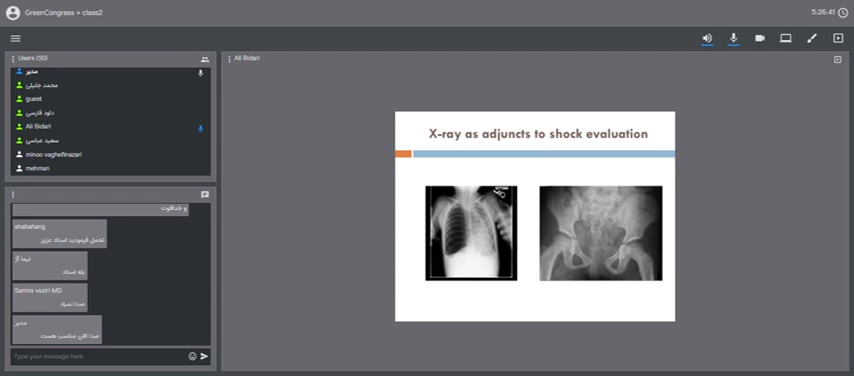 GreenCongress > class2
5:26:41
Users (30)
مدیر
محمد جلیلی
guest
داود فارسی
Ali Bidari
سعید عباسی
minoo vaghefinazari
mehman
و خداقوت
shabahang
تحمل فرمودید استاد عزیز
نیما آژ
بله استاد
Samira vaziri MD
صدا نمیاد
مدیر
صدا الان مناسب هست
Type your message here
Ali Bidari
X-ray as adjuncts to shock evaluation